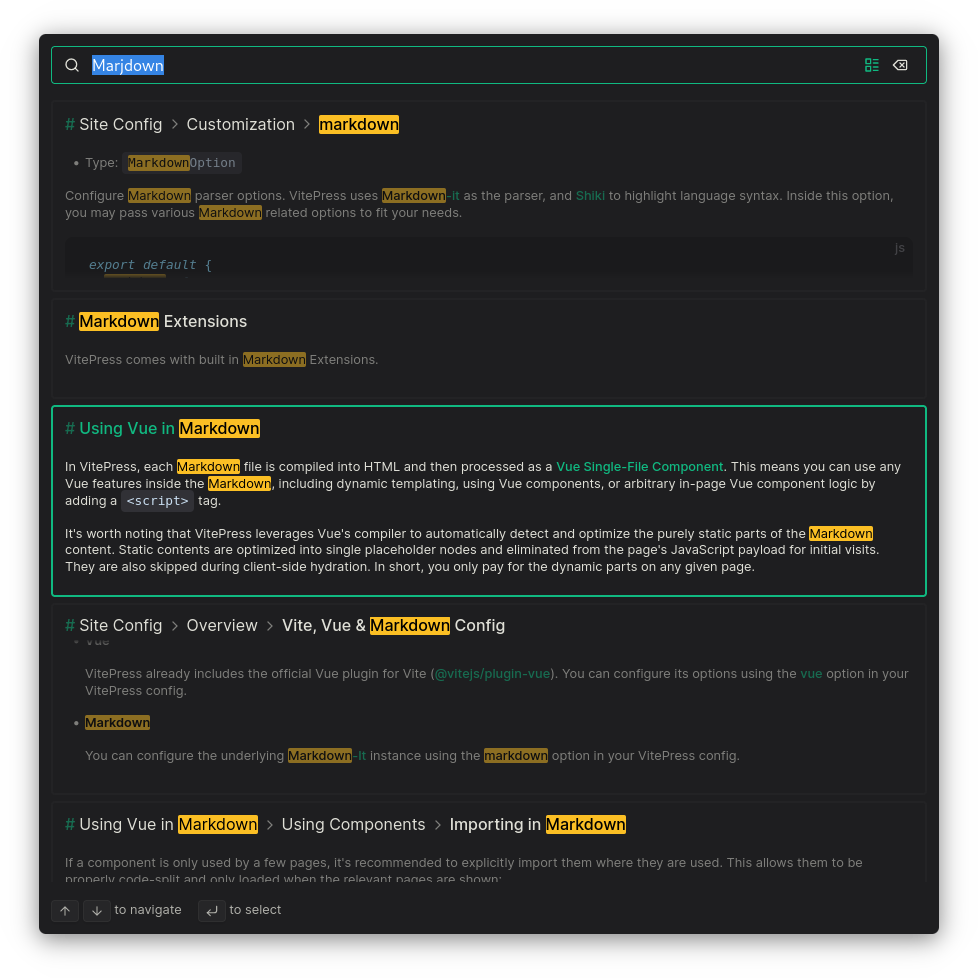 Marjdown
# Site Config > Customization > markdown
• Type: MarkdownOption
Configure Markdown parser options. VitePress uses Markdown-It as the parser, and Shiki to highlight language syntax. Inside this option,
you may pass various Markdown related options to fit your needs.
js
export default {
# Markdown Extensions
VitePress comes with built in Markdown Extensions.
# Using Vue in Markdown
In VitePress, each Markdown file is compiled into HTML and then processed as a Vue Single-File Component. This means you can use any
Vue features inside the Markdown, including dynamic templating, using Vue components, or arbitrary in-page Vue component logic by
adding a <script> tag.
It's worth noting that VitePress leverages Vue's compiler to automatically detect and optimize the purely static parts of the Markdown
content. Static contents are optimized into single placeholder nodes and eliminated from the page's JavaScript payload for initial visits.
They are also skipped during client-side hydration. In short, you only pay for the dynamic parts on any given page.
# Site Config > Overview > Vite, Vue & Markdown Config
• Vue
VitePress already includes the official Vue plugin for Vite (@vitejs/plugin-vue). You can configure its options using the vue option in your
VitePress config.
• Markdown
You can configure the underlying Markdown-It instance using the markdown option in your VitePress config.
# Using Vue in Markdown > Using Components > Importing in Markdown
If a component is only used by a few pages, it's recommended to explicitly import them where they are used. This allows them to be
properly code-split and only loaded when the relevant pages are shown:
↑ ↓ to navigate ↵ to select